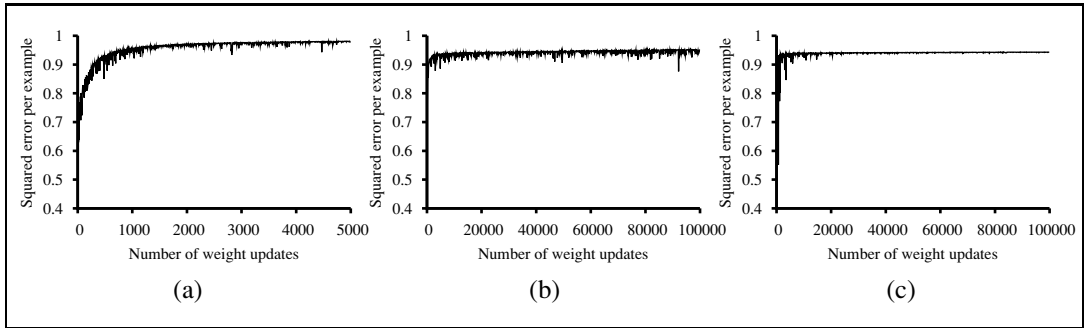 Squared error per example
1
0.9
0.8
0.7
0.6
0.5
0.4
0 1000 2000 3000 4000 5000
Number of weight updates
(a)
Squared error per example
1
0.9
0.8
0.7
0.6
0.5
0.4
0 20000 40000 60000 80000 100000
Number of weight updates
(b)
Squared error per example
1
0.9
0.8
0.7
0.6
0.5
0.4
0 20000 40000 60000 80000 100000
Number of weight updates
(c)